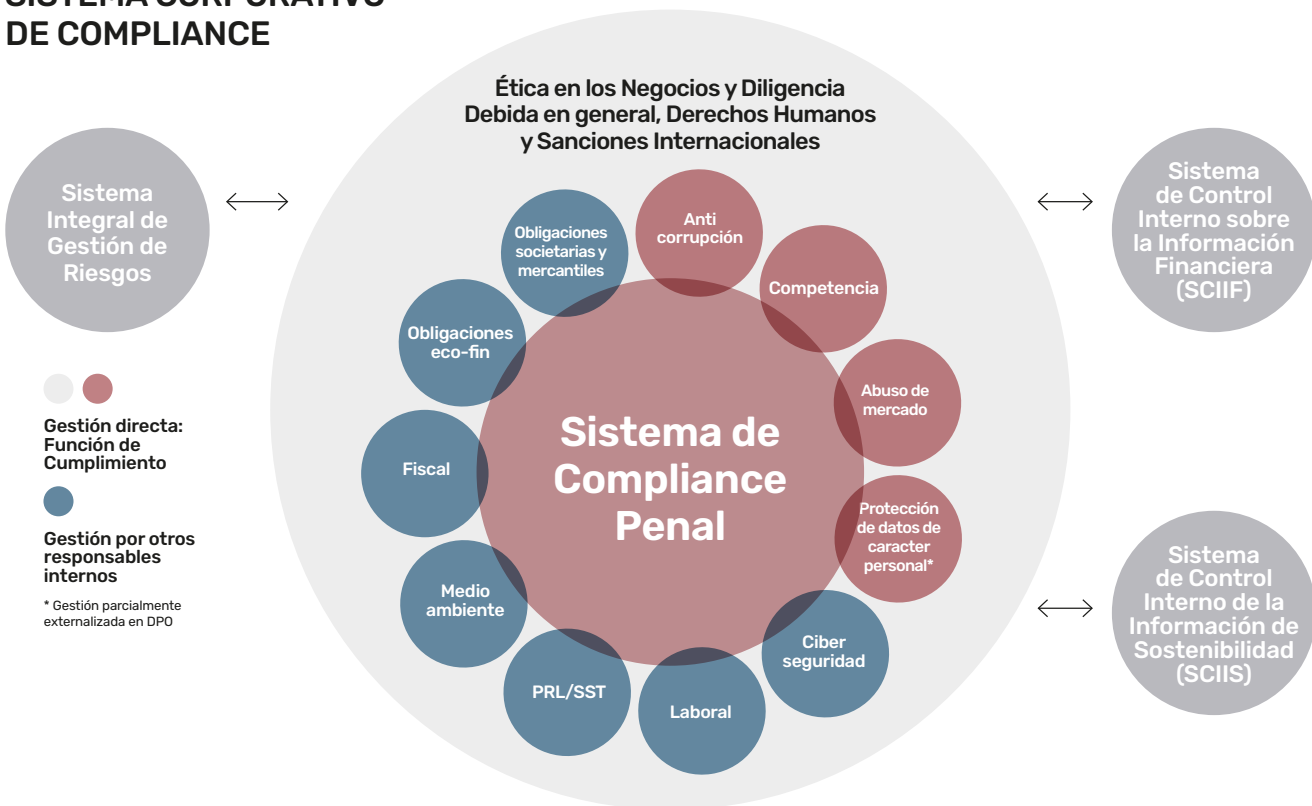 SISTEMA CORPORATIVO
DE COMPLIANCE
Ética en los Negocios y Diligencia
Debida en general, Derechos Humanos
y Sanciones Internacionales
Sistema
Integral de
Gestión de
Riesgos
Sistema
de Control
Interno sobre
la Información
Financiera
(SCIIF)
Anti
corrupción
Competencia
Abuso de
mercado
Protección
de datos de
caracter
personal*
Ciber
seguridad
Laboral
PRL/SST
Medio
ambiente
Fiscal
Obligaciones
eco-fin
Obligaciones
societarias y
mercantiles
Sistema de
Compliance
Penal
Gestión directa:
Función de
Cumplimiento
Gestión por otros
responsables
internos
* Gestión parcialmente
externalizada en DPO
Sistema
de Control
Interno de la
Información de
Sostenibilidad
(SCIIS)